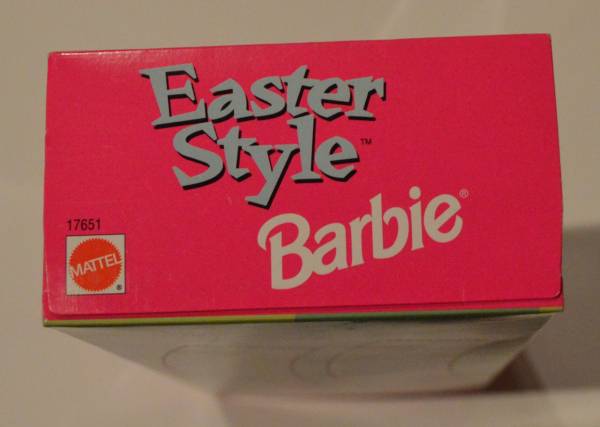 Easter
Style™
Barbie®
17651
MATTEL
®